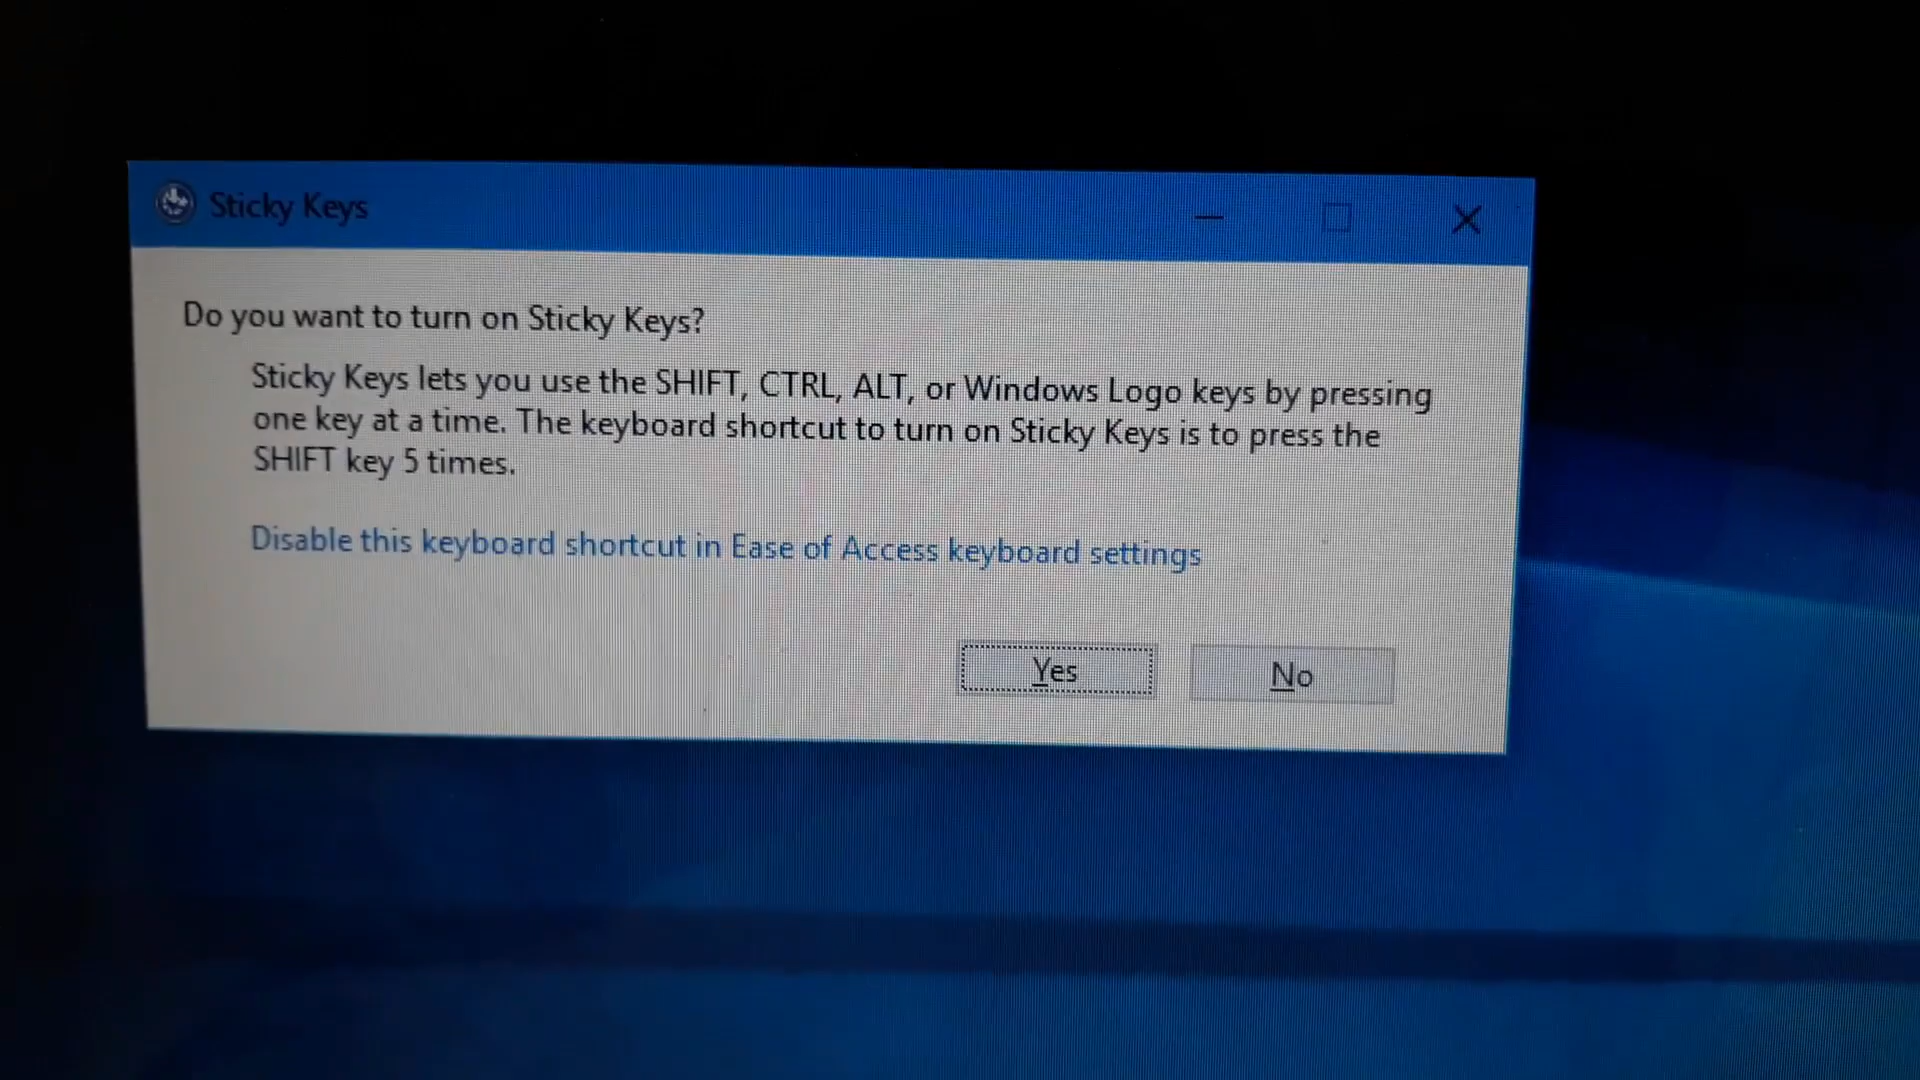 Sticky Keys
Do you want to turn on Sticky Keys?
Sticky Keys lets you use the SHIFT, CTRL, ALT, or Windows Logo keys by pressing
one key at a time. The keyboard shortcut to turn on Sticky Keys is to press the
SHIFT key 5 times.
Disable this keyboard shortcut in Ease of Access keyboard settings
Yes
No